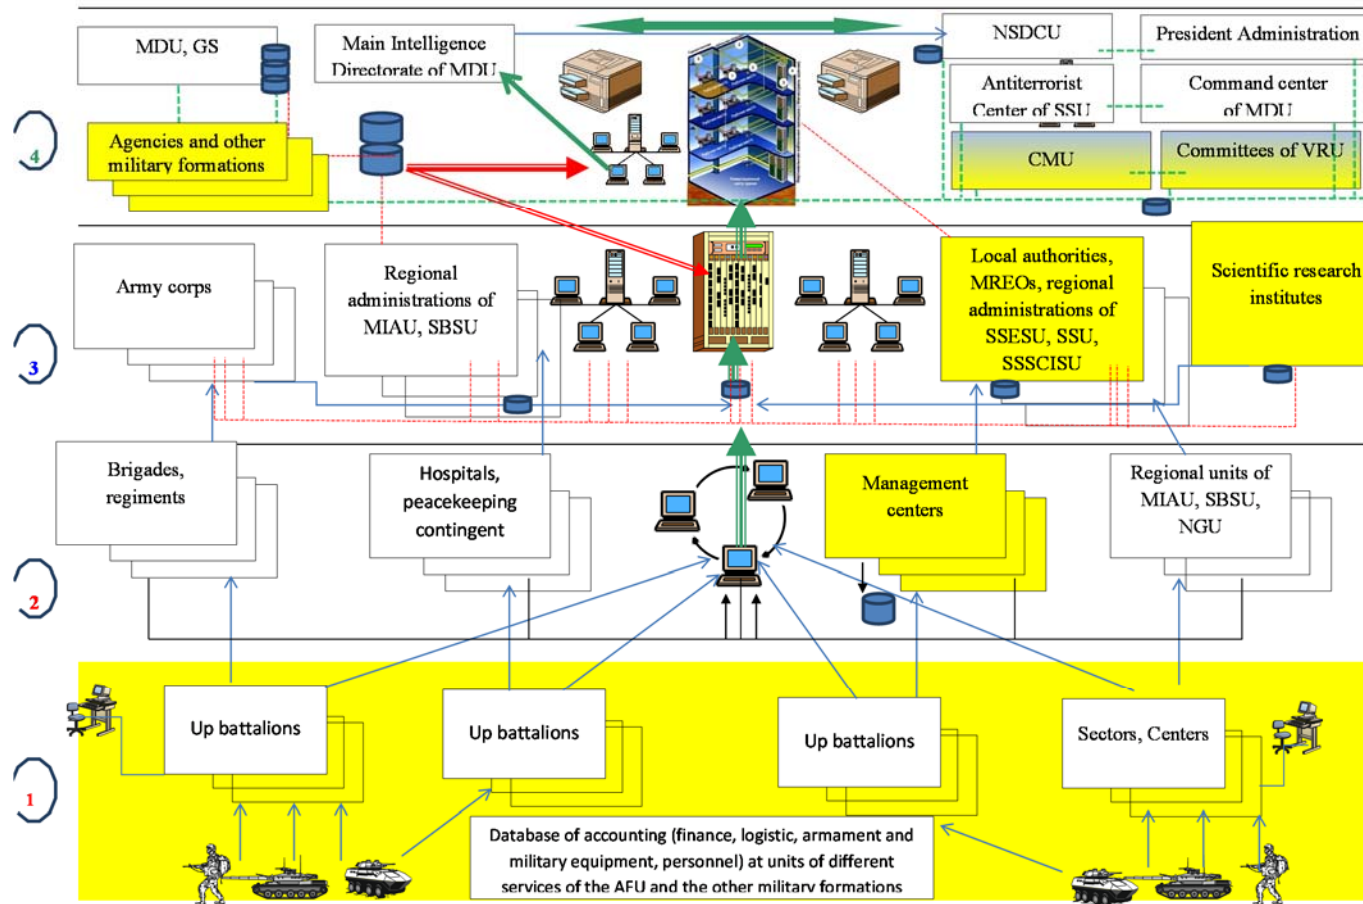 MDU, GS
Main Intelligence
Directorate of MDU
NSDCU
President Administration
Antiterrorist
Center of SSU
Command center
of MDU
Agencies and other
military formations
CMU
Committees of VRU
4
Army corps
Regional
administrations of
MIAU, SBSU
Local authorities,
MREOs, regional
administrations of
SSESU, SSU,
SSSCISU
Scientific research
institutes
3
Brigades,
regiments
Hospitals,
peacekeeping
contingent
Management
centers
Regional units of
MIAU, SBSU,
NGU
2
Up battalions
Up battalions
Up battalions
Sectors, Centers
1
Database of accounting (finance, logistic, armament and
military equipment, personnel) at units of different
services of the AFU and the other military formations